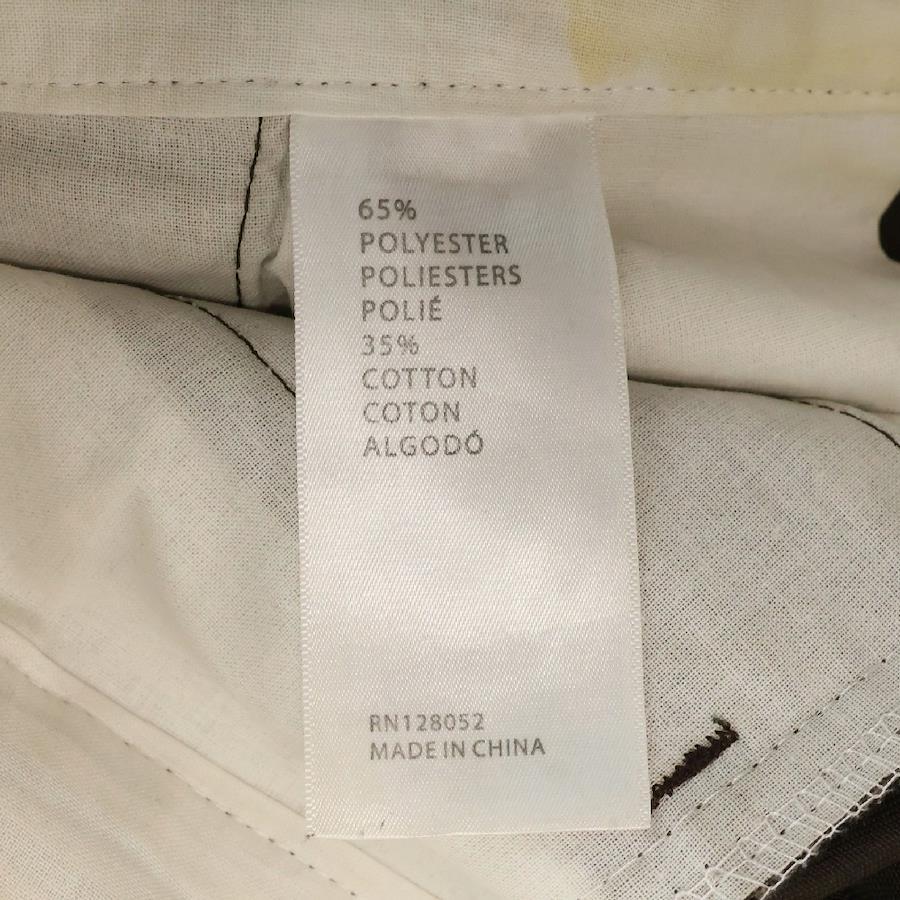 65%
POLYESTER
POLIESTERS
POLIÉ
35%
COTTON
COTON
ALGODÓ
RN128052
MADE IN CHINA